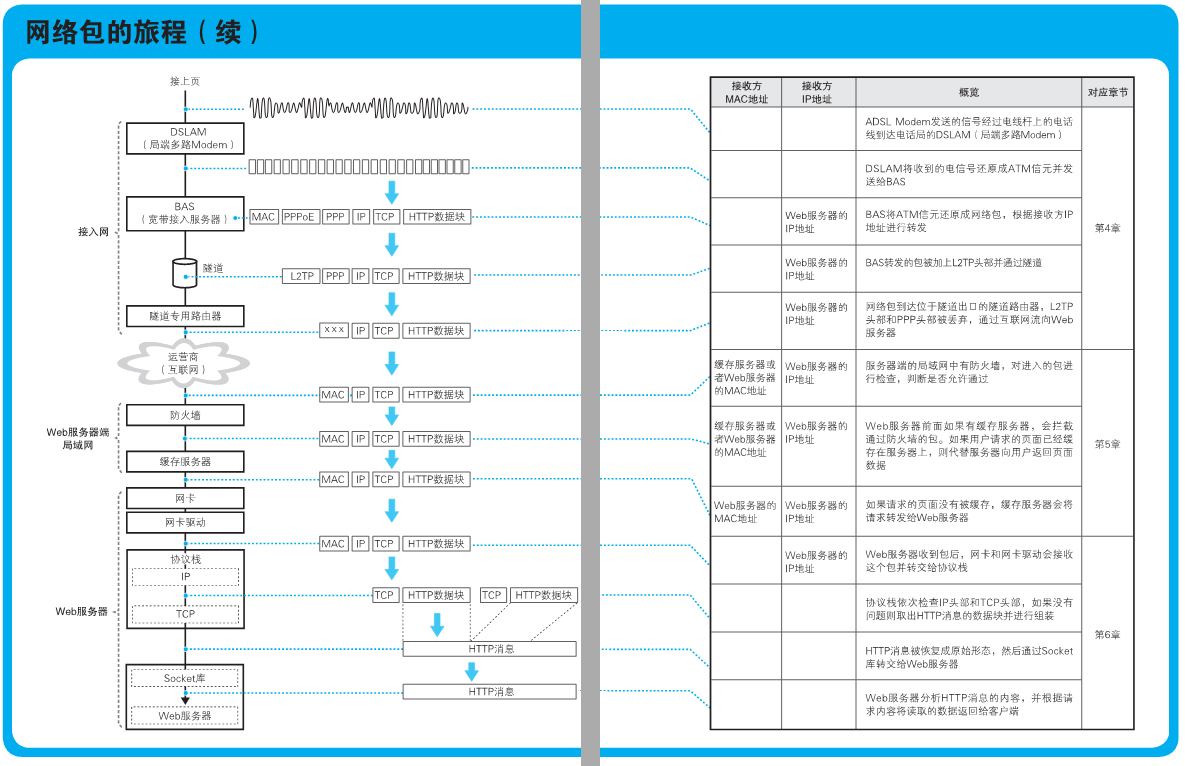 网络包的旅程（续）
接上页
DSLAM
（局端多路Modem）
BAS
（宽带接入服务器）
MAC PPPoE PPP IP TCP HTTP数据块
接入网
隧道
L2TP PPP IP TCP HTTP数据块
隧道专用路由器
XXX IP TCP HTTP数据块
运营商
（互联网）
MAC IP TCP HTTP数据块
防火墙
Web服务器端
局域网
MAC IP TCP HTTP数据块
缓存服务器
MAC IP TCP HTTP数据块
网卡
网卡驱动
MAC IP TCP HTTP数据块
协议栈
IP
TCP HTTP数据块 TCP HTTP数据块
Web服务器
TCP
HTTP消息
Socket库
HTTP消息
Web服务器
接收方
MAC地址
接收方
IP地址
概览
对应章节
ADSL Modem发送的信号经过电线杆上的电话
线到达电话局的DSLAM（局端多路Modem）
DSLAM将收到的电信号还原成ATM信元并发
送给BAS
Web服务器的
IP地址
BAS将ATM信元还原成网络包，根据接收方IP
地址进行转发
第4章
Web服务器的
IP地址
BAS转发的包被加上L2TP头部并通过隧道
Web服务器的
IP地址
网络包到达位于隧道出口的隧道路由器，L2TP
头部和PPP头部被丢弃，通过互联网流向Web
服务器
缓存服务器或
者Web服务器
的MAC地址
Web服务器的
IP地址
服务器端的局域网中有防火墙，对进入的包进
行检查，判断是否允许通过
缓存服务器或
者Web服务器
的MAC地址
Web服务器的
IP地址
Web服务器前面如果有缓存服务器，会拦截
通过防火墙的包。如果用户请求的页面已经缓
存在服务器上，则代替服务器向用户返回页面
数据
第5章
Web服务器的
MAC地址
Web服务器的
IP地址
如果请求的页面没有被缓存，缓存服务器会将
请求转发给Web服务器
Web服务器的
IP地址
Web服务器收到包后，网卡和网卡驱动会接收
这个包并转交给协议栈
协议栈依次检查IP头部和TCP头部，如果没有
问题则取出HTTP消息的数据块并进行组装
第6章
HTTP消息被恢复成原始形态，然后通过Socket
库转交给Web服务器
Web服务器分析HTTP消息的内容，并根据请
求内容将读取的数据返回给客户端